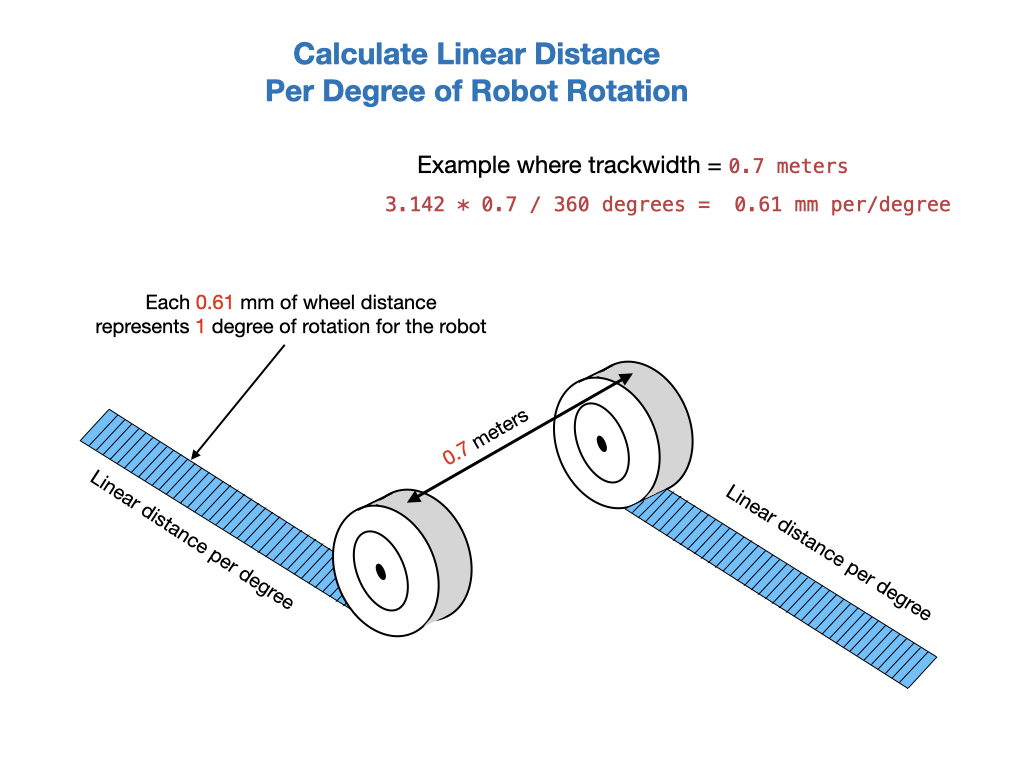 Calculate Linear Distance
Per Degree of Robot Rotation
Example where trackwidth = 0.7 meters
3.142 * 0.7 / 360 degrees = 0.61 mm per/degree
Each 0.61 mm of wheel distance
represents 1 degree of rotation for the robot
0.7 meters
Linear distance per degree
Linear distance per degree